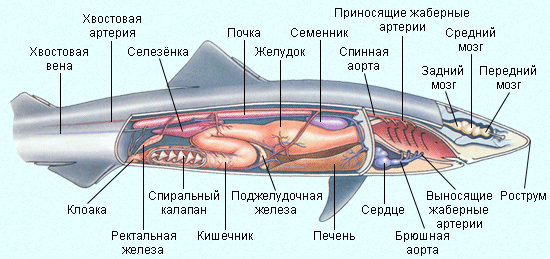 Хвостовая
артерия
Хвостовая
вена
Селезёнка
Почка
Желудок
Семенник
Спинная
аорта
Приносящие жаберные
артерии
Средний
мозг
Задний
мозг
Передний
мозг
Клоака
Ректальная
железа
Спиральный
калапан
Кишечник
Поджелудочная
железа
Печень
Сердце
Брюшная
аорта
Выносящие
жаберные
артерии
Рострум